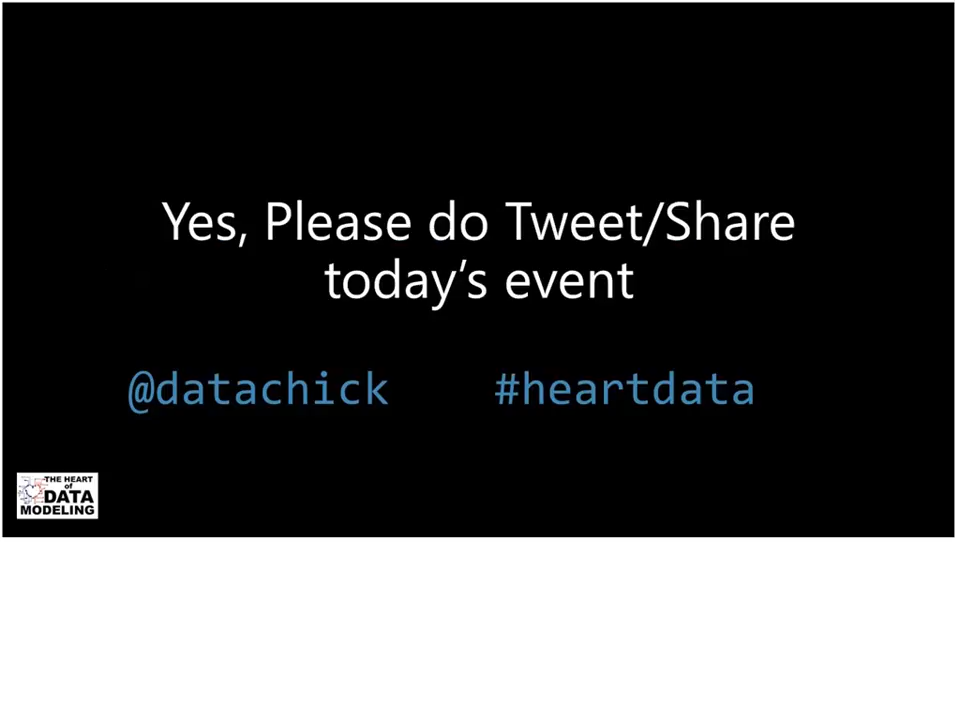 Yes, Please do Tweet/Share
today's event
@datachick #heartdata
THE HEART
of
DATA
MODELING